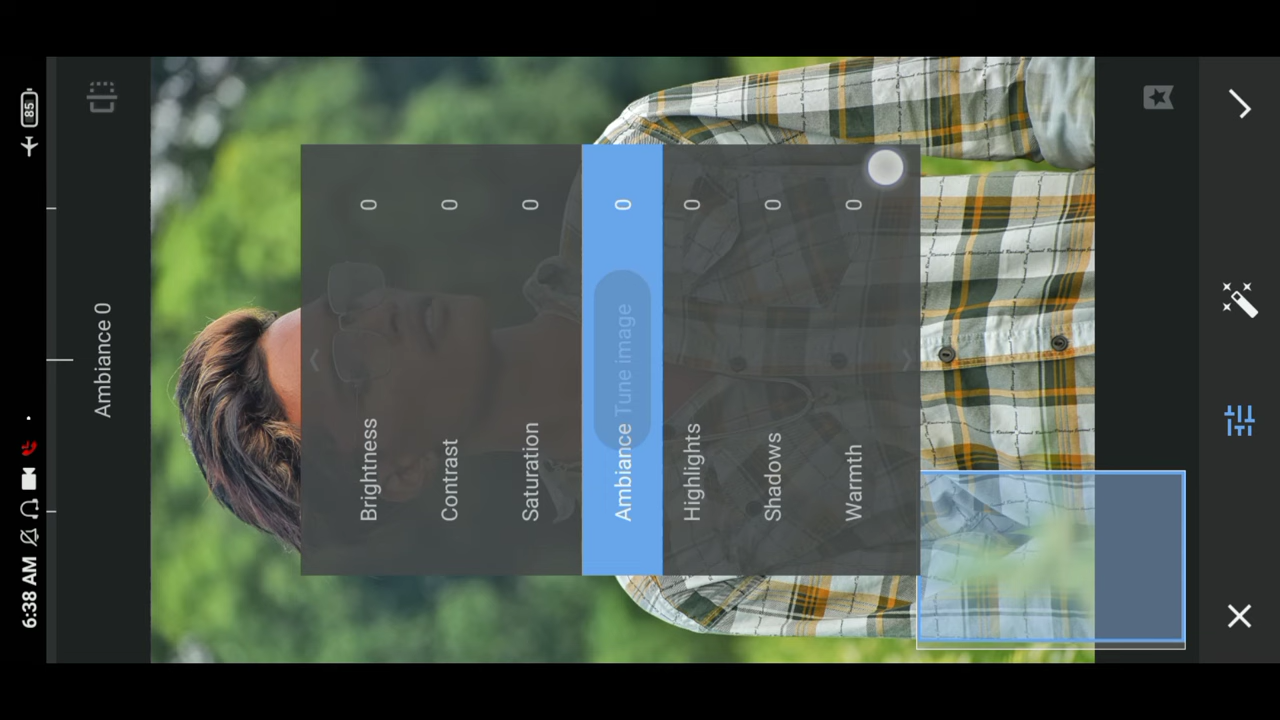 6:38 AM
85
Ambiance 0
Brightness 0
Contrast 0
Saturation 0
Ambiance 0
Tune image
Highlights 0
Shadows 0
Warmth 0